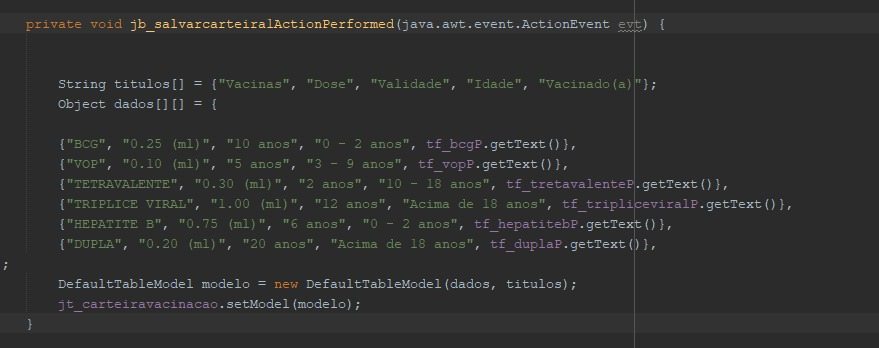 private void jb_salvarcarteiralActionPerformed(java.awt.event.ActionEvent evt) {
String titulos[] = {"Vacinas", "Dose", "Validade", "Idade", "Vacinado(a)"};
Object dados[][] = {
{"BCG", "0.25 (ml)", "10 anos", "0 - 2 anos", tf_bcgP.getText()},
{"VOP", "0.10 (ml)", "5 anos", "3 - 9 anos", tf_vopP.getText()},
{"TETRAVALENTE", "0.30 (ml)", "2 anos", "10 - 18 anos", tf_tretavalenteP.getText()},
{"TRIPLICE VIRAL", "1.00 (ml)", "12 anos", "Acima de 18 anos", tf_tripliceviralP.getText()},
{"HEPATITE B", "0.75 (ml)", "6 anos", "0 - 2 anos", tf_hepatitebP.getText()},
{"DUPLA", "0.20 (ml)", "20 anos", "Acima de 18 anos", tf_duplaP.getText()},
;
DefaultTableModel modelo = new DefaultTableModel(dados, titulos);
jt_carteiravacinacao.setModel(modelo);
}